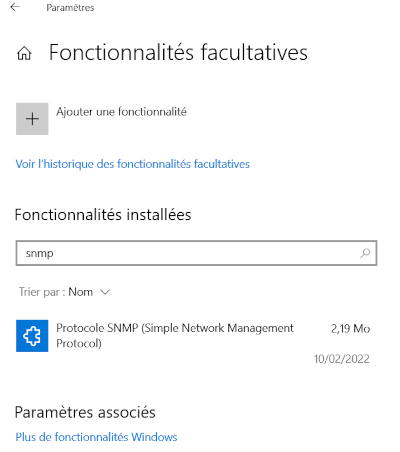 Paramètres
Fonctionnalités facultatives
Ajouter une fonctionnalité
Voir l'historique des fonctionnalités facultatives
Fonctionnalités installées
snmp
Trier par : Nom
Protocole SNMP (Simple Network Management 2,19 Mo
Protocol)
10/02/2022
Paramètres associés
Plus de fonctionnalités Windows